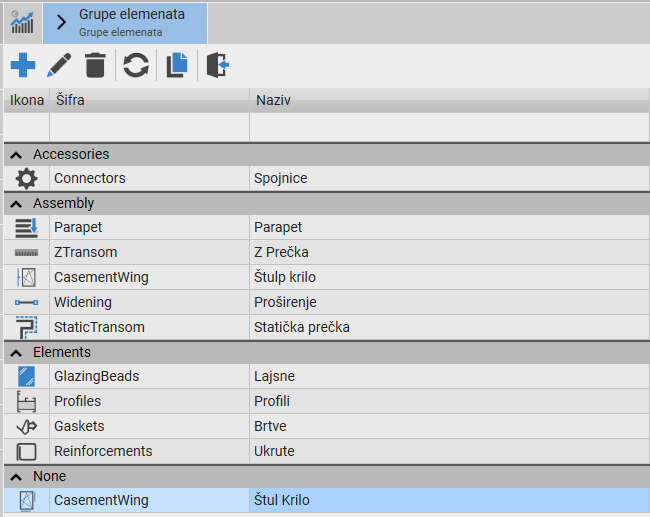 Grupe elemenata
Grupe elemenata
Ikona Šifra Naziv
Accessories
Connectors Spojnice
Assembly
Parapet Parapet
ZTransom Z Prečka
CasementWing Štulp krilo
Widening Proširenje
StaticTransom Statička prečka
Elements
GlazingBeads Lajsne
Profiles Profili
Gaskets Brtve
Reinforcements Ukrute
None
CasementWing Štul Krilo